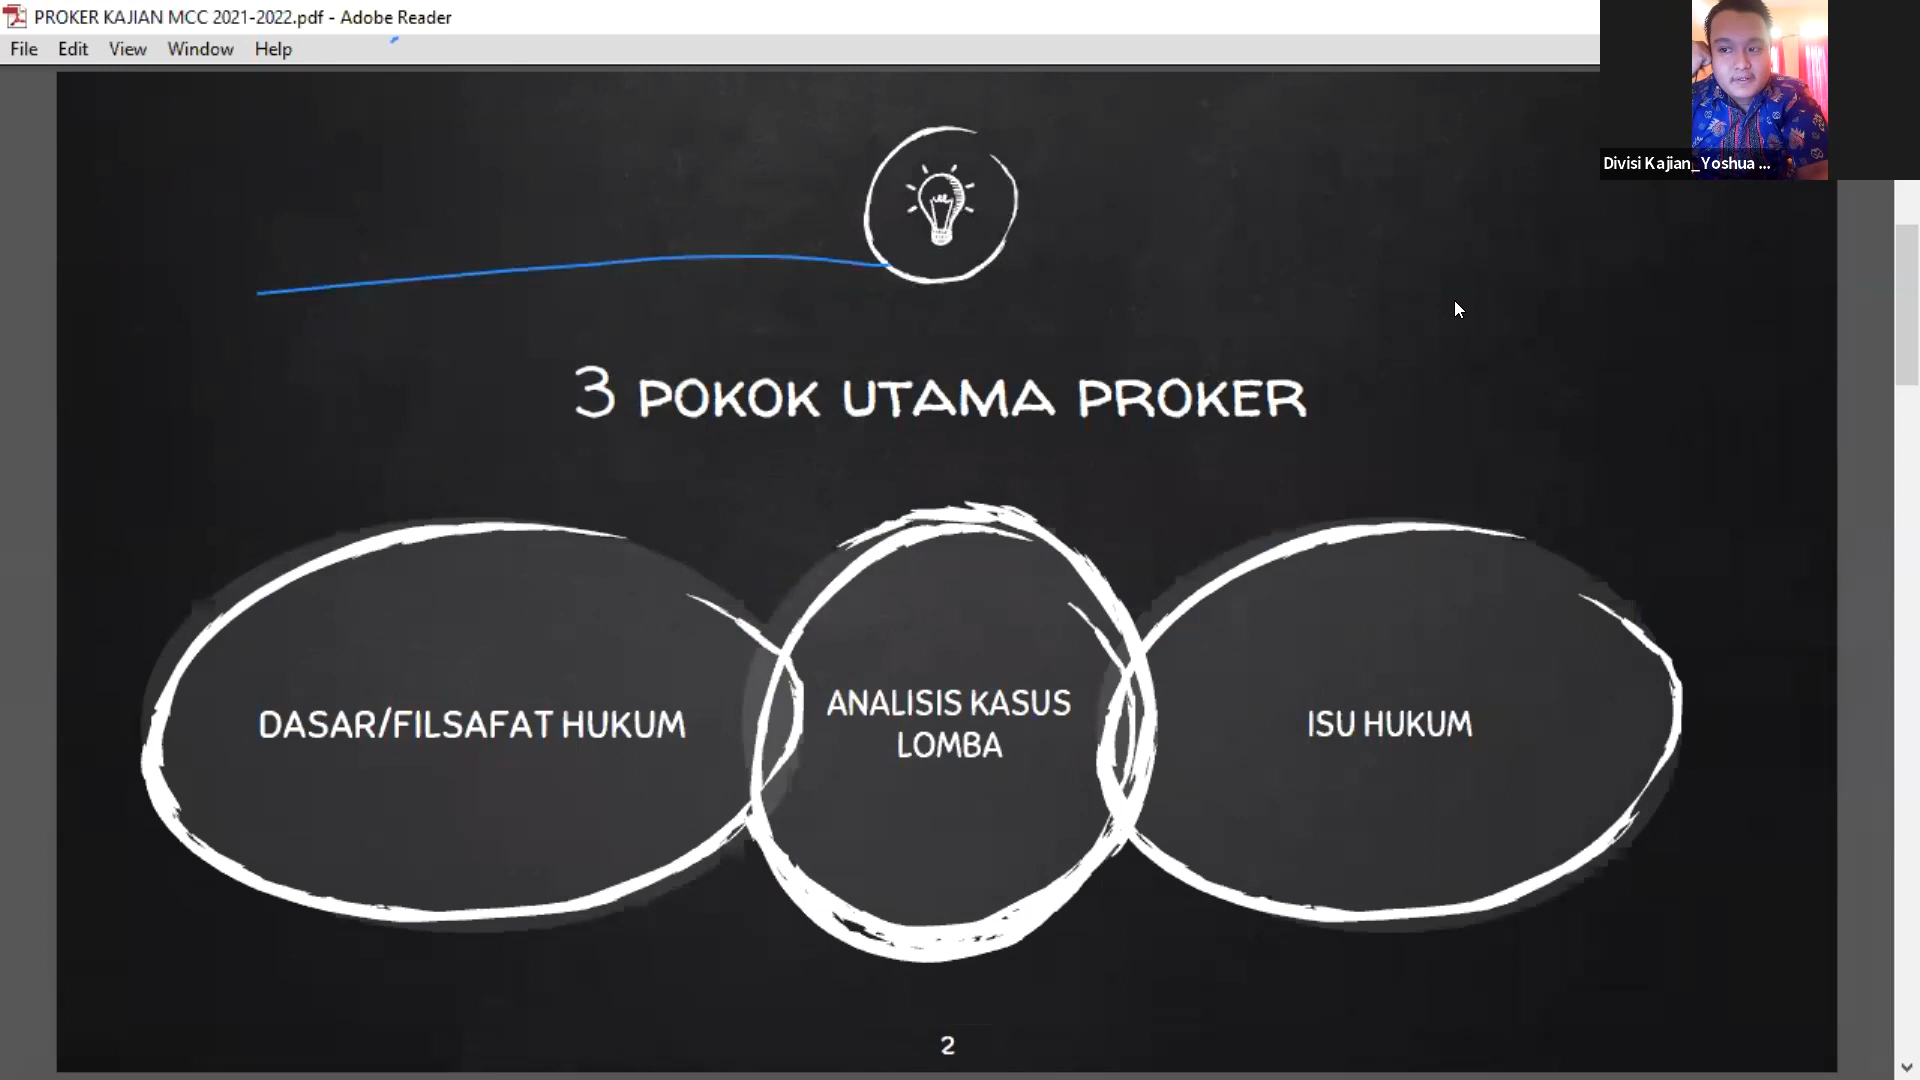 PROKER KAJIAN MCC 2021-2022.pdf - Adobe Reader
File Edit View Window Help
Divisi Kajian_Yoshua ...
3 POKOK UTAMA PROKER
DASAR/FILSAFAT HUKUM
ANALISIS KASUS
LOMBA
ISU HUKUM
2